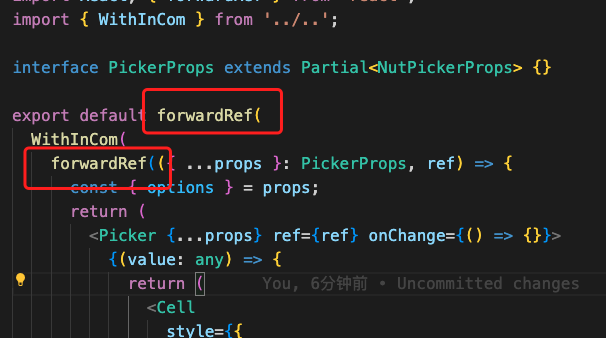 import { WithInCom } from '../..';
interface PickerProps extends Partial<NutPickerProps> {}
export default forwardRef(
WithInCom(
forwardRef(({ ...props }: PickerProps, ref) => {
const { options } = props;
return (
<Picker {...props} ref={ref} onChange={() => {}}>
{(value: any) => {
return ( You, 6分钟前 • Uncommitted changes
<Cell
style={{